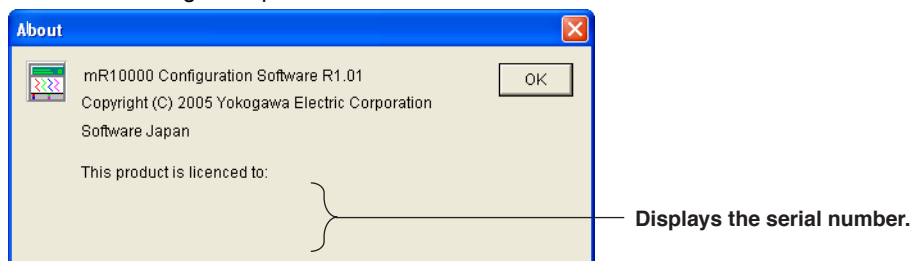 About
mR10000 Configuration Software R1.01
OK
Copyright (C) 2005 Yokogawa Electric Corporation
Software Japan
This product is licenced to:
Displays the serial number.